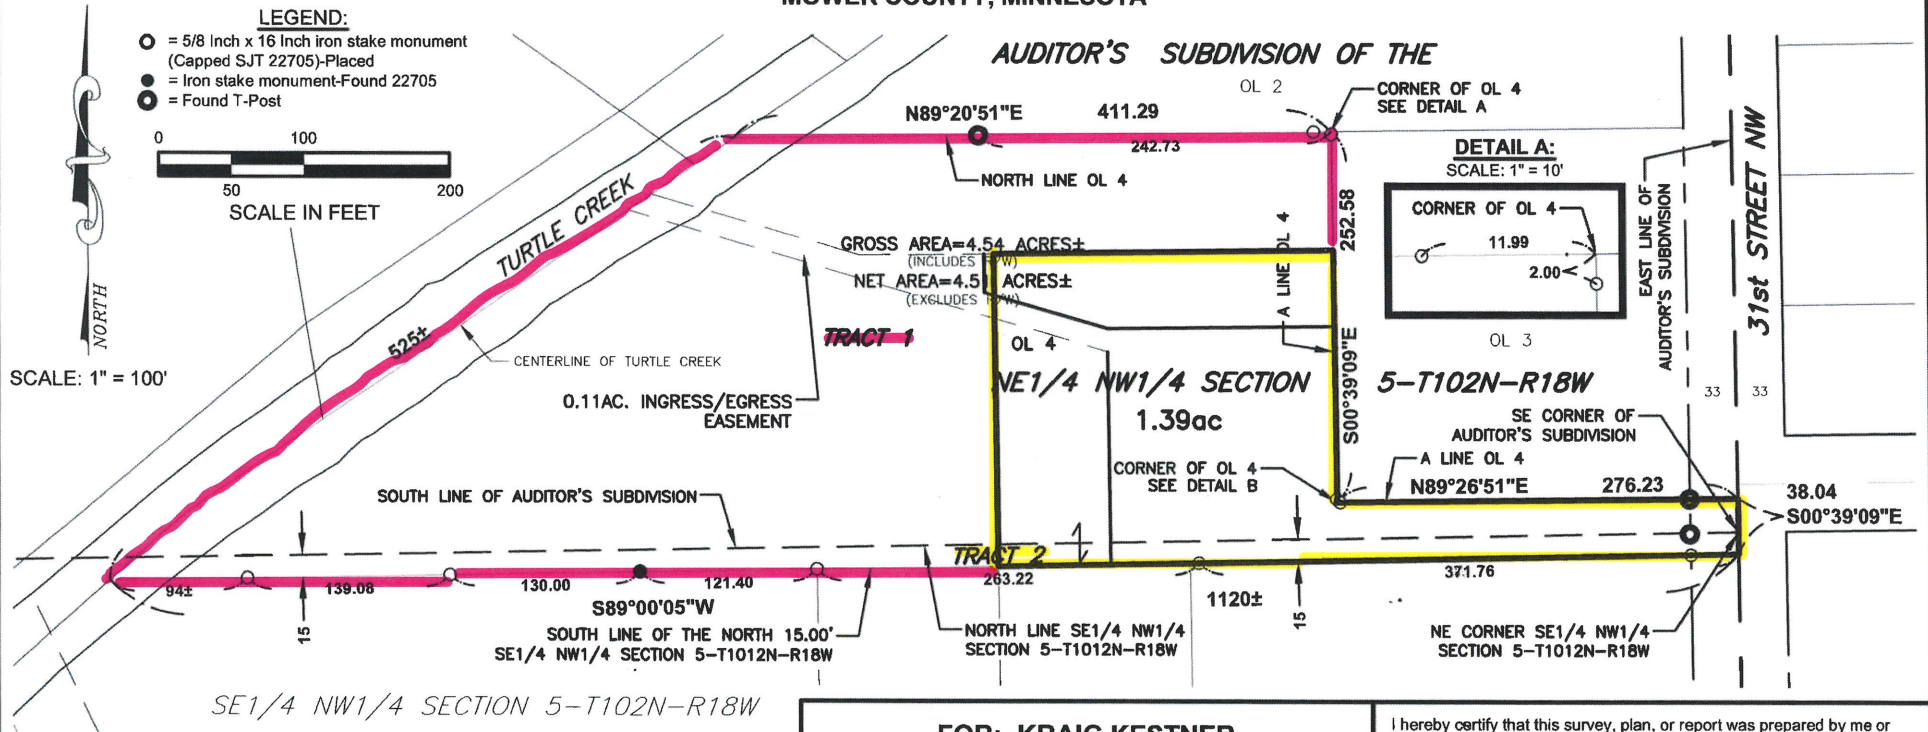 MOWER COUNTY, MINNESOTA
LEGEND:
= 5/8 Inch x 16 Inch iron stake monument
(Capped SJT 22705)-Placed
= Iron stake monument-Found 22705
= Found T-Post
0 100
50 200
SCALE IN FEET
NORTH
SCALE: 1" = 100'
AUDITOR'S SUBDIVISION OF THE
OL 2
CORNER OF OL 4
SEE DETAIL A
N89°20'51"E 411.29
242.73
NORTH LINE OL 4
DETAIL A:
SCALE: 1" = 10'
CORNER OF OL 4
11.99
2.00
OL 3
EAST LINE OF
AUDITOR'S SUBDIVISION
31st STREET NW
33 33
TURTLE CREEK
525±
CENTERLINE OF TURTLE CREEK
0.11AC. INGRESS/EGRESS
EASEMENT
GROSS AREA=4.54 ACRES±
(INCLUDES
NET AREA=4.51 ACRES±
(EXCLUDES
TRACT 1
252.58
A LINE OL 4
S00°39'09"E
OL 4
NE1/4 NW1/4 SECTION 5-T102N-R18W
1.39ac
SE CORNER OF
AUDITOR'S SUBDIVISION
CORNER OF OL 4
SEE DETAIL B
A LINE OL 4
N89°26'51"E 276.23
38.04
S00°39'09"E
SOUTH LINE OF AUDITOR'S SUBDIVISION
TRACT 2
94± 139.08 130.00 121.40 263.22 371.76
S89°00'05"W
1120±
15
15
SOUTH LINE OF THE NORTH 15.00'
SE1/4 NW1/4 SECTION 5-T1012N-R18W
NORTH LINE SE1/4 NW1/4
SECTION 5-T1012N-R18W
NE CORNER SE1/4 NW1/4
SECTION 5-T1012N-R18W
SE1/4 NW1/4 SECTION 5-T102N-R18W
FOR: KRAIG KESTNER
I hereby certify that this survey, plan, or report was prepared by me or